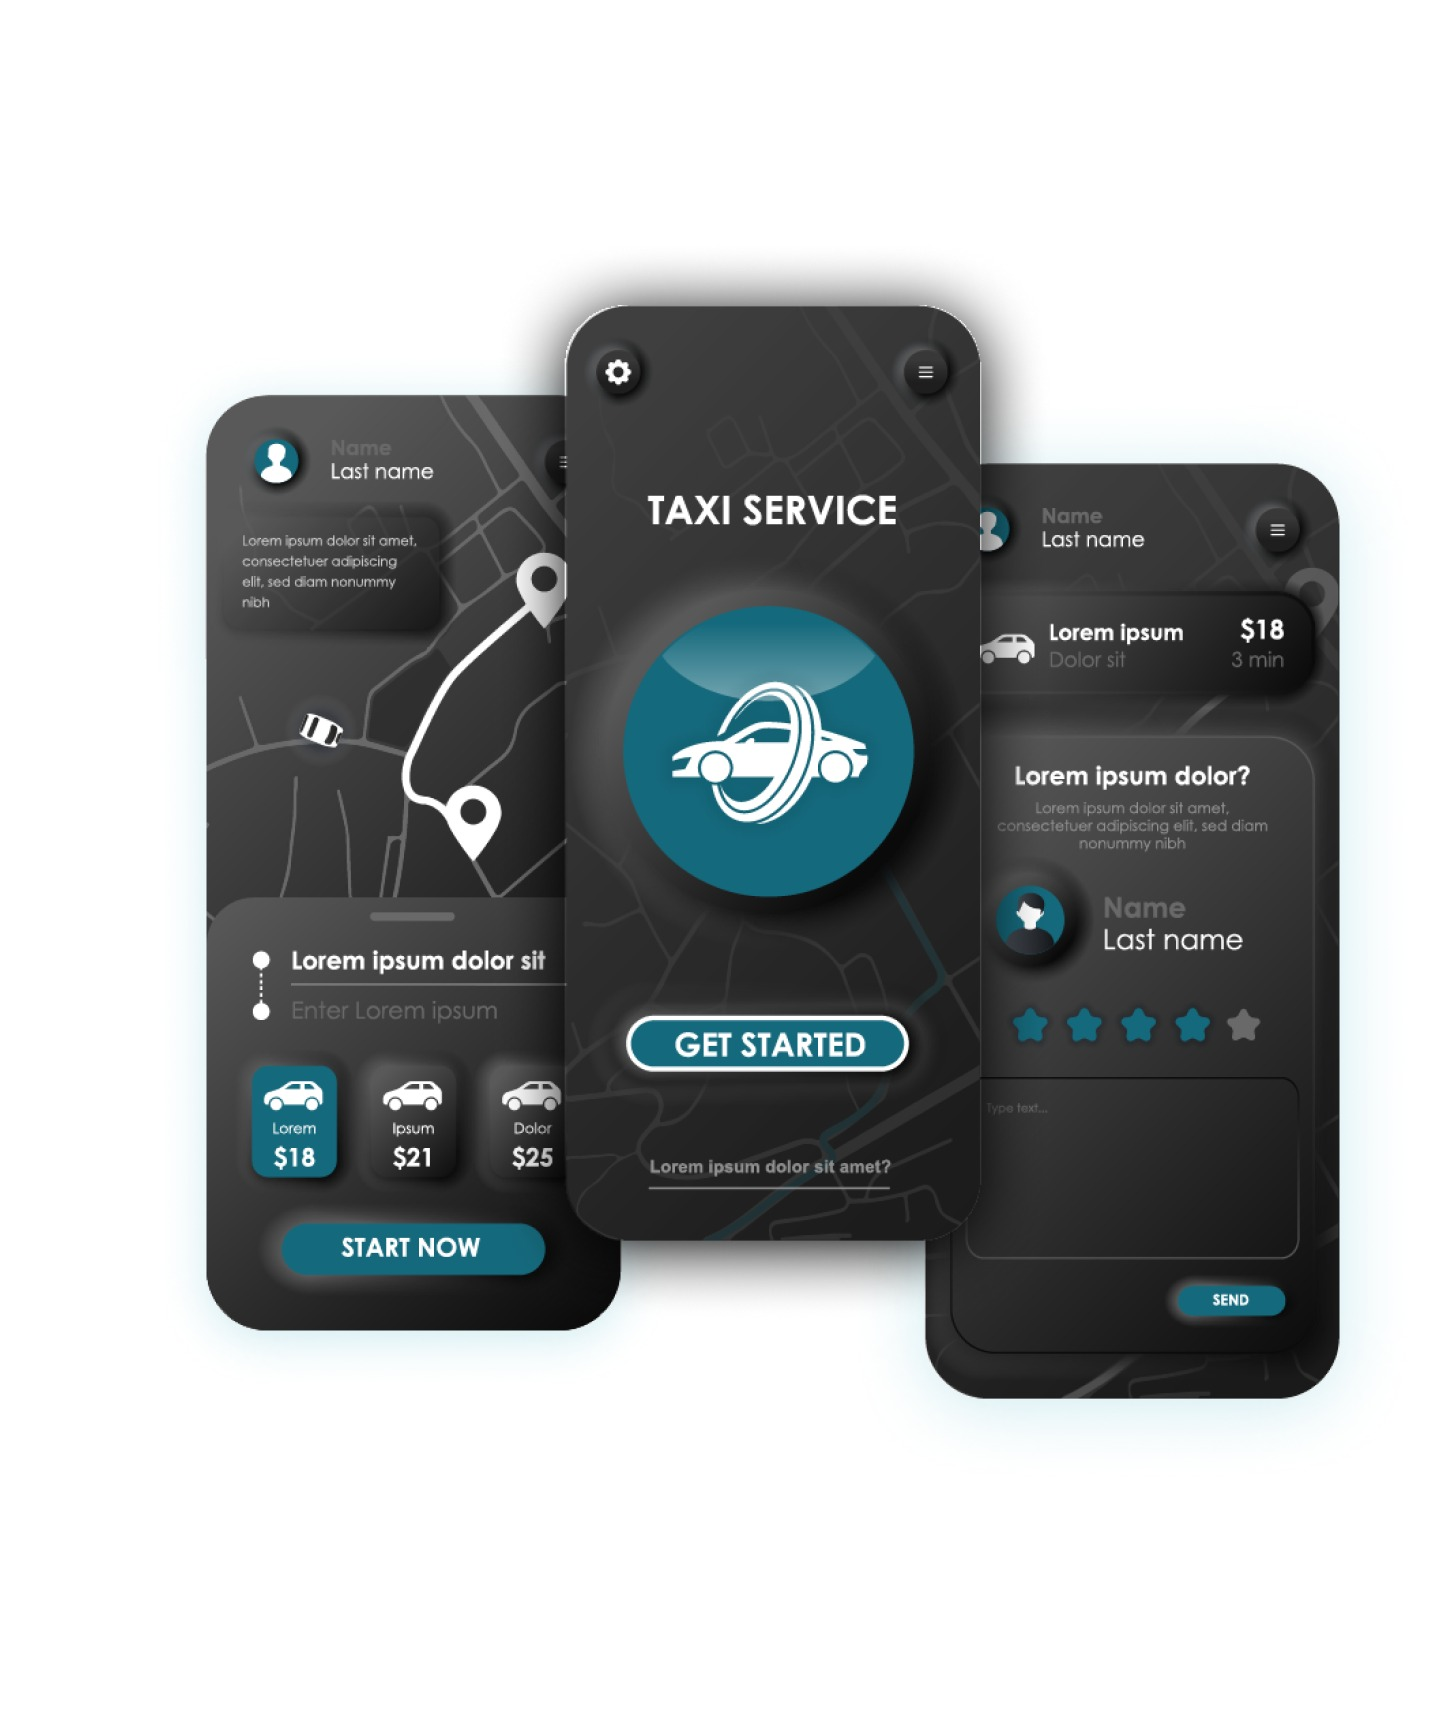 Name
Last name
Lorem ipsum dolor sit amet,
consectetuer adipiscing
elit, sed diam nonummy
nibh
Lorem ipsum dolor sit
Enter Lorem ipsum
Lorem
$18
Ipsum
$21
Dolor
$25
START NOW
TAXI SERVICE
GET STARTED
Lorem ipsum dolor sit amet?
Name
Last name
Lorem ipsum
$18
Dolor sit
3 min
Lorem ipsum dolor?
Lorem ipsum dolor sit amet,
consectetuer adipiscing elit, sed diam
nonummy nibh
Name
Last name
Type text...
SEND